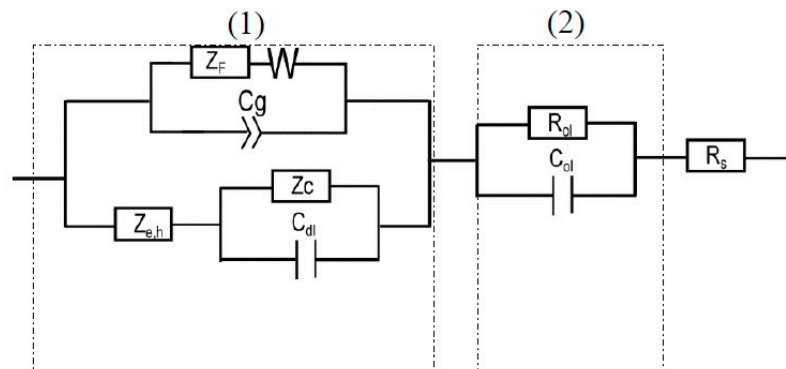 (1)
(2)
Z_F
W
Cg
R_ol
C_ol
R_s
Zc
Z_e,h
C_dl